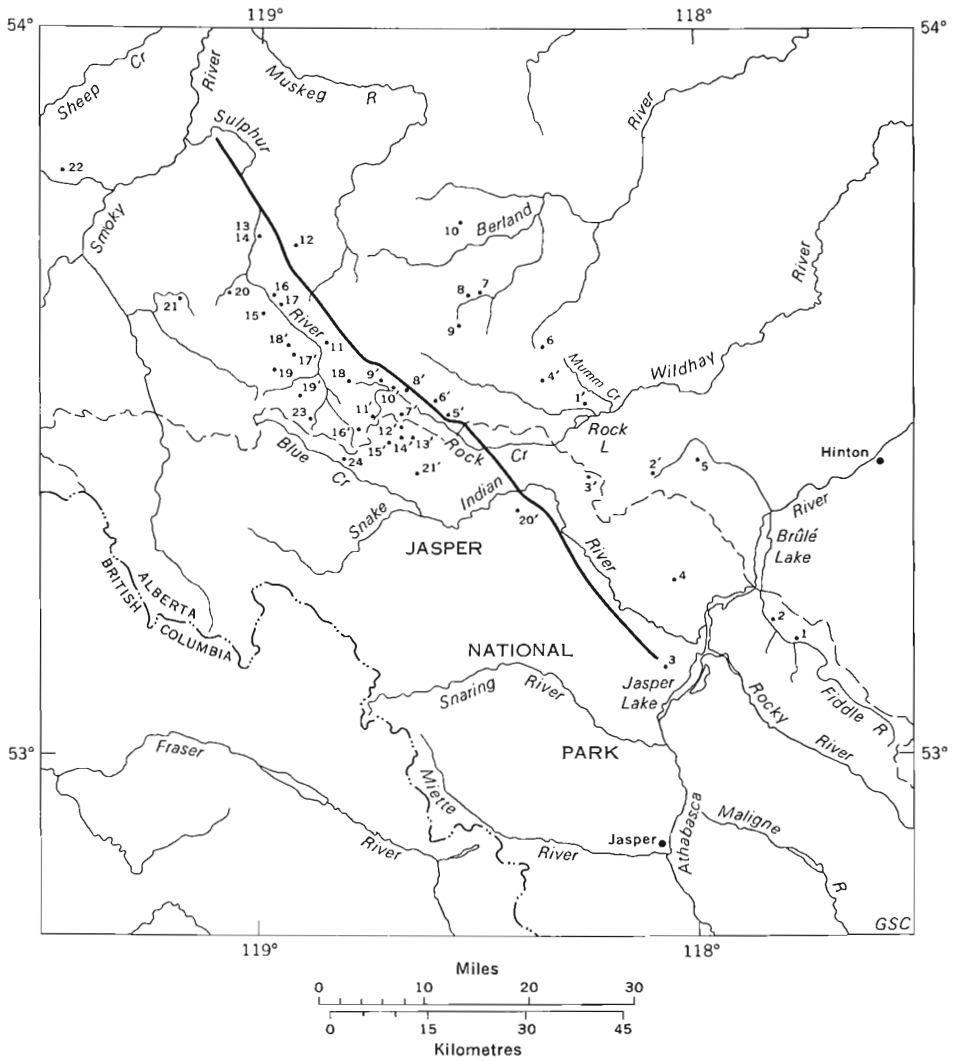 119°
118°
54°
54°
Sheep Cr
River
Muskeg R
Sulphur
River
22
Smoky
13
14
12
10
Berland
River
21
20
16
17
15
River
8
7
9
18'
17'
11
6
19
18
9'
4'
Mumm Cr
Wildhay
19'
10
8'
6'
1'
23
11'
7'
5'
Rock L
16'
12'
Rock Cr
15'
14'
13'
Blue Cr
24
21'
3'
2'
5
Hinton
Snake Indian River
20'
River
JASPER
Brûlé Lake
4
ALBERTA
BRITISH COLUMBIA
2
1
NATIONAL
3
Jasper Lake
Snaring River
Rocky River
Fiddle R
53°
53°
PARK
Fraser River
Miette River
Athabasca
Maligne R
Jasper
GSC
119°
118°
Miles
0 10 20 30
0 15 30 45
Kilometres